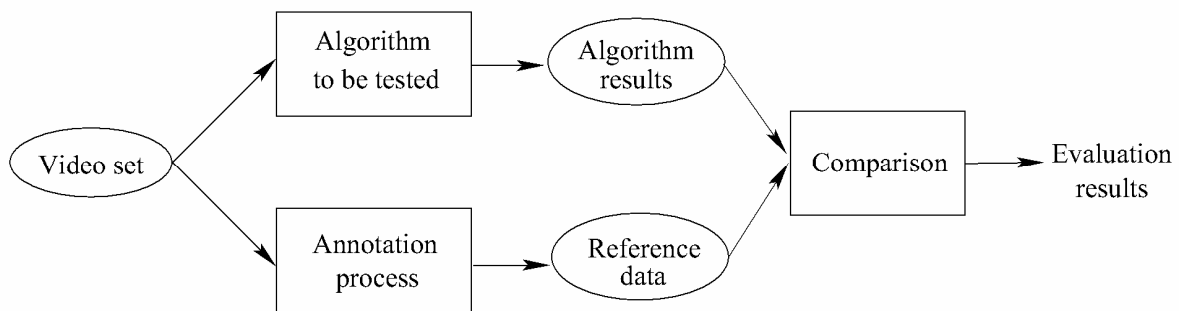 Algorithm
to be tested
Algorithm
results
Video set
Comparison
Evaluation
results
Annotation
process
Reference
data